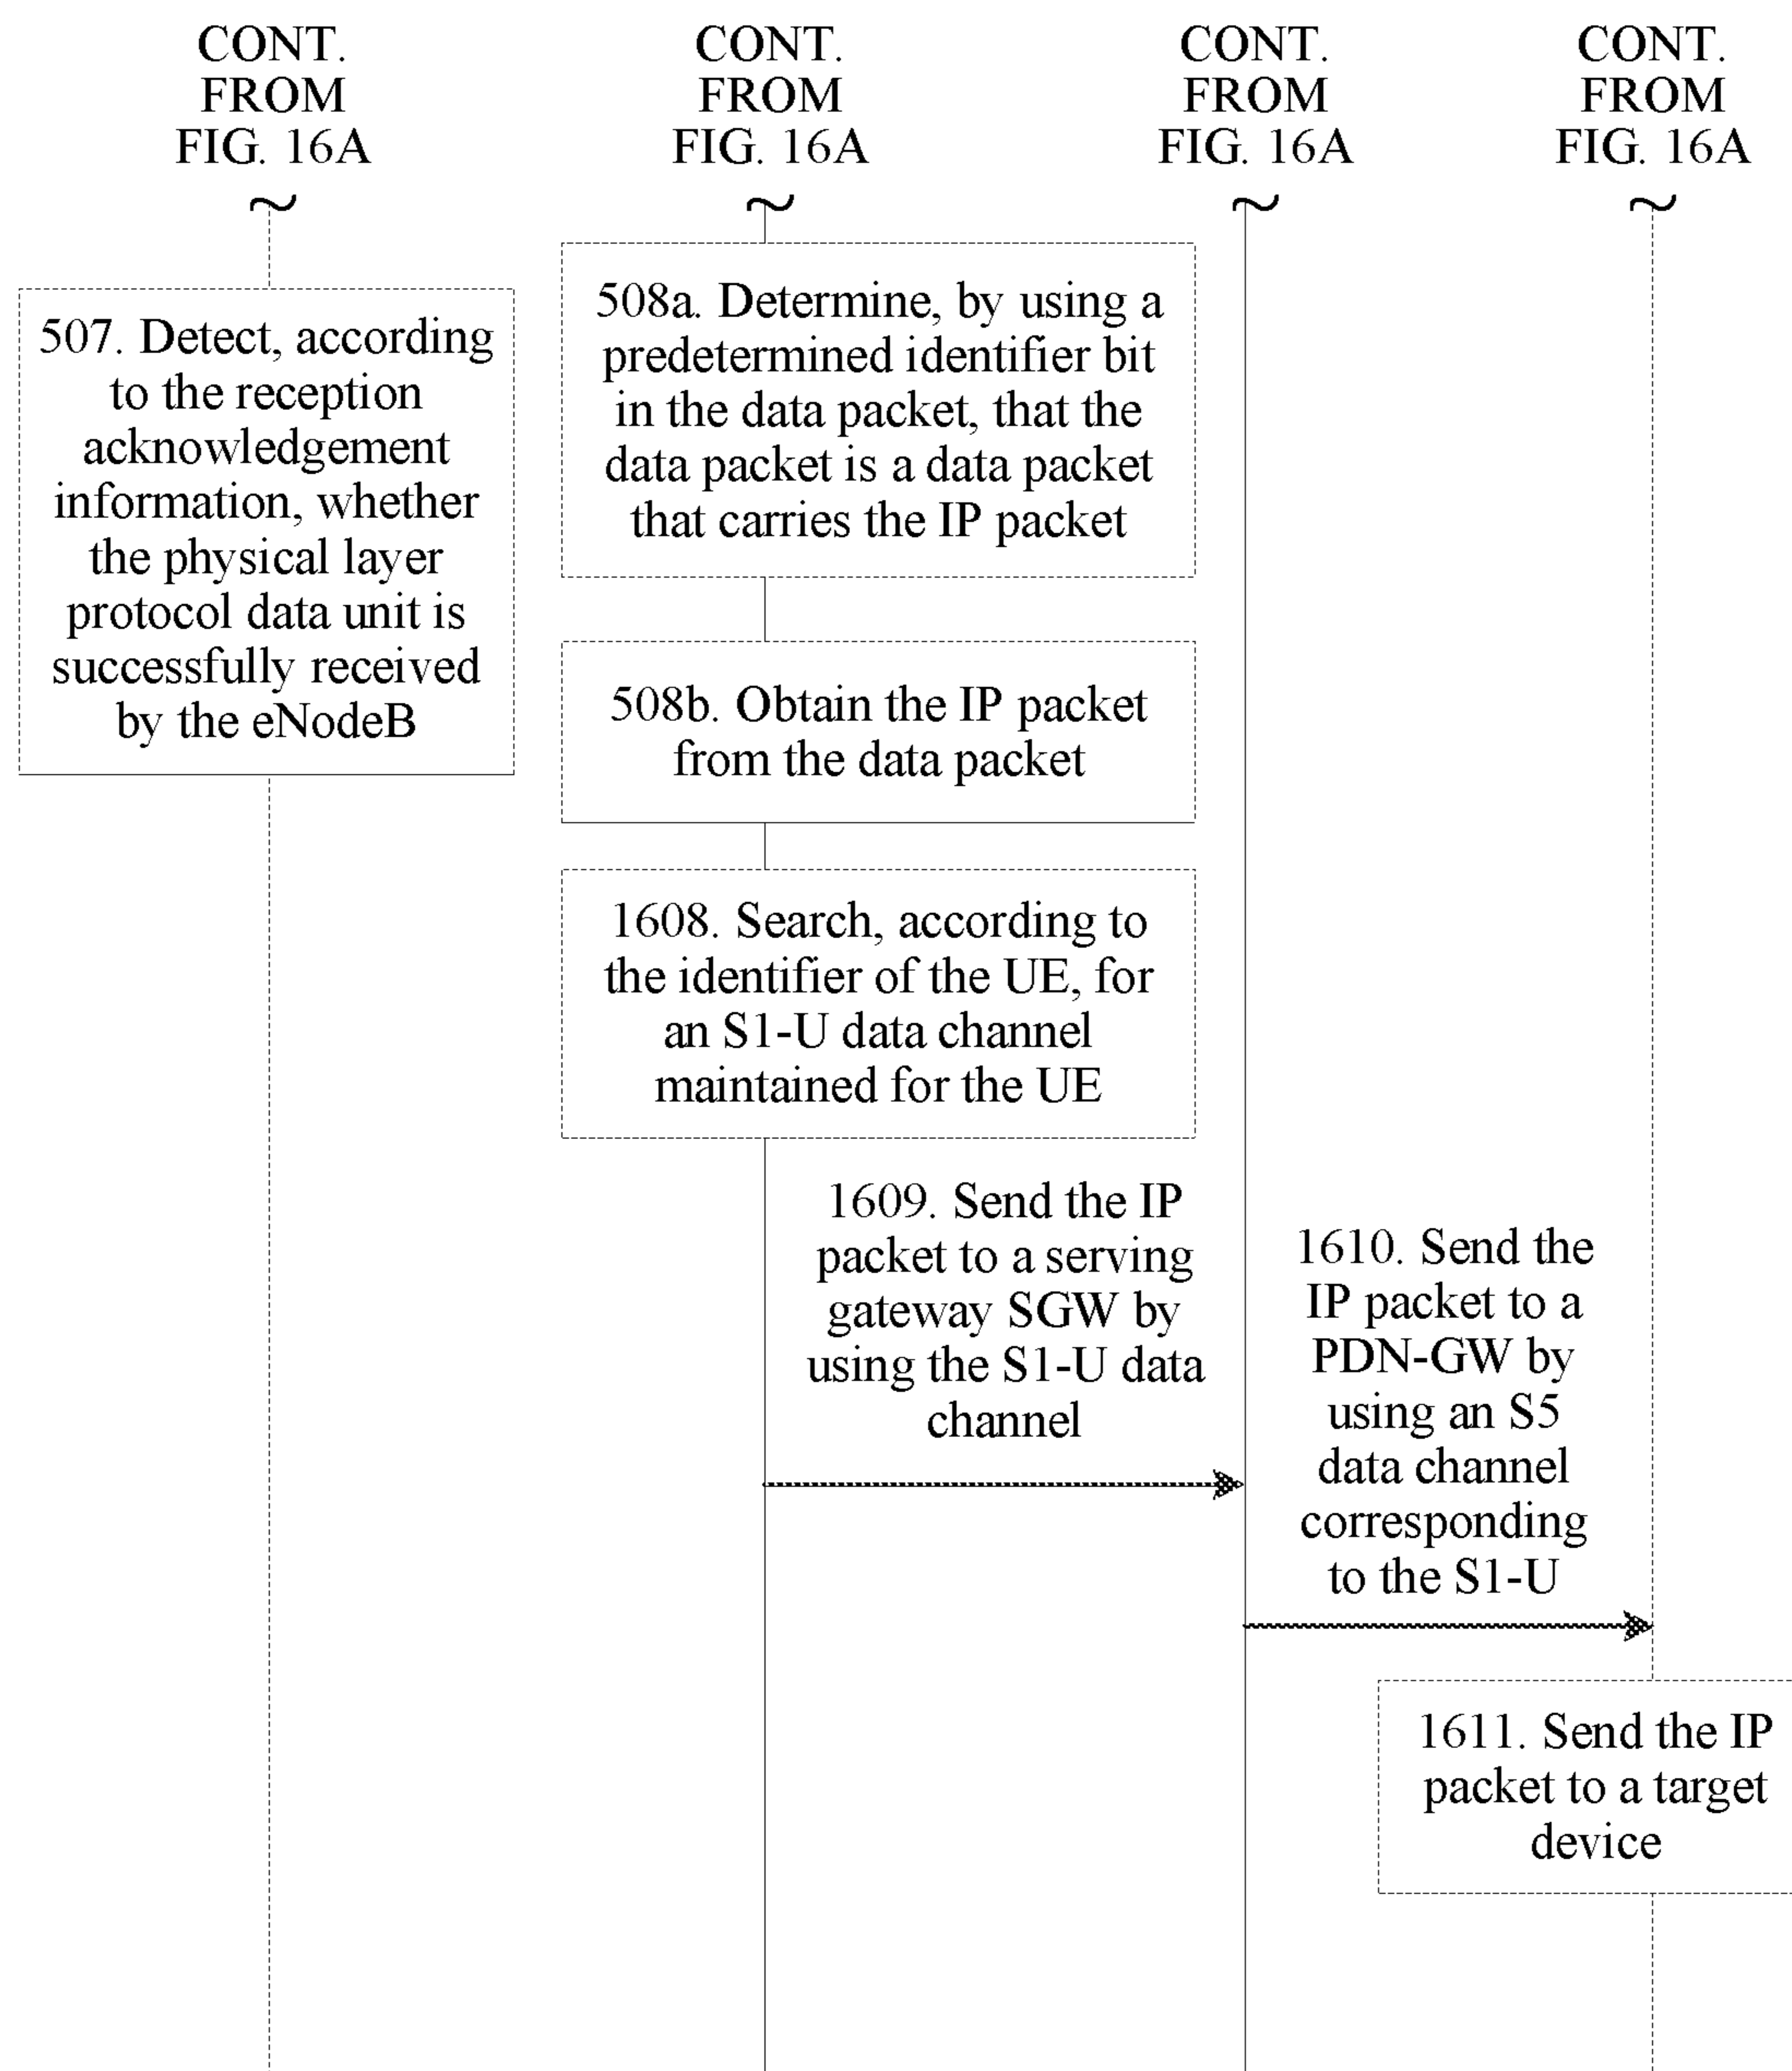 CONT.
FROM
FIG. 16A
CONT.
FROM
FIG. 16A
CONT.
FROM
FIG. 16A
CONT.
FROM
FIG. 16A
507. Detect, according
to the reception
acknowledgement
information, whether
the physical layer
protocol data unit is
successfully received
by the eNodeB
508a. Determine, by using a
predetermined identifier bit
in the data packet, that the
data packet is a data packet
that carries the IP packet
508b. Obtain the IP packet
from the data packet
1608. Search, according to
the identifier of the UE, for
an S1-U data channel
maintained for the UE
1609. Send the IP
packet to a serving
gateway SGW by
using the S1-U data
channel
1610. Send the
IP packet to a
PDN-GW by
using an S5
data channel
corresponding
to the S1-U
1611. Send the IP
packet to a target
device